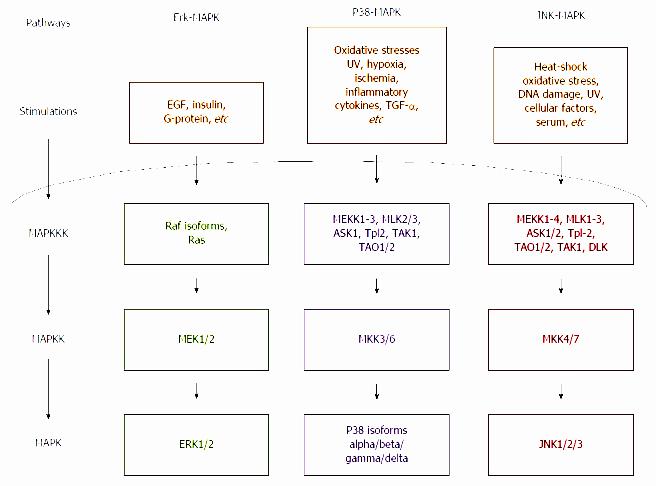 Pathways
Erk-MAPK
P38-MAPK
JNK-MAPK
Stimulations
EGF, insulin,
G-protein, etc
Oxidative stresses
UV, hypoxia,
ischemia,
inflammatory
cytokines, TGF-α,
etc
Heat-shock
oxidative stress,
DNA damage, UV,
cellular factors,
serum, etc
MAPKKK
Raf isoforms,
Ras
MEKK1-3, MLK2/3,
ASK1, Tpl2, TAK1,
TAO1/2
MEKK1-4, MLK1-3,
ASK1/2, Tpl-2,
TAO1/2, TAK1, DLK
MAPKK
MEK1/2
MKK3/6
MKK4/7
MAPK
ERK1/2
P38 isoforms
alpha/beta/
gamma/delta
JNK1/2/3